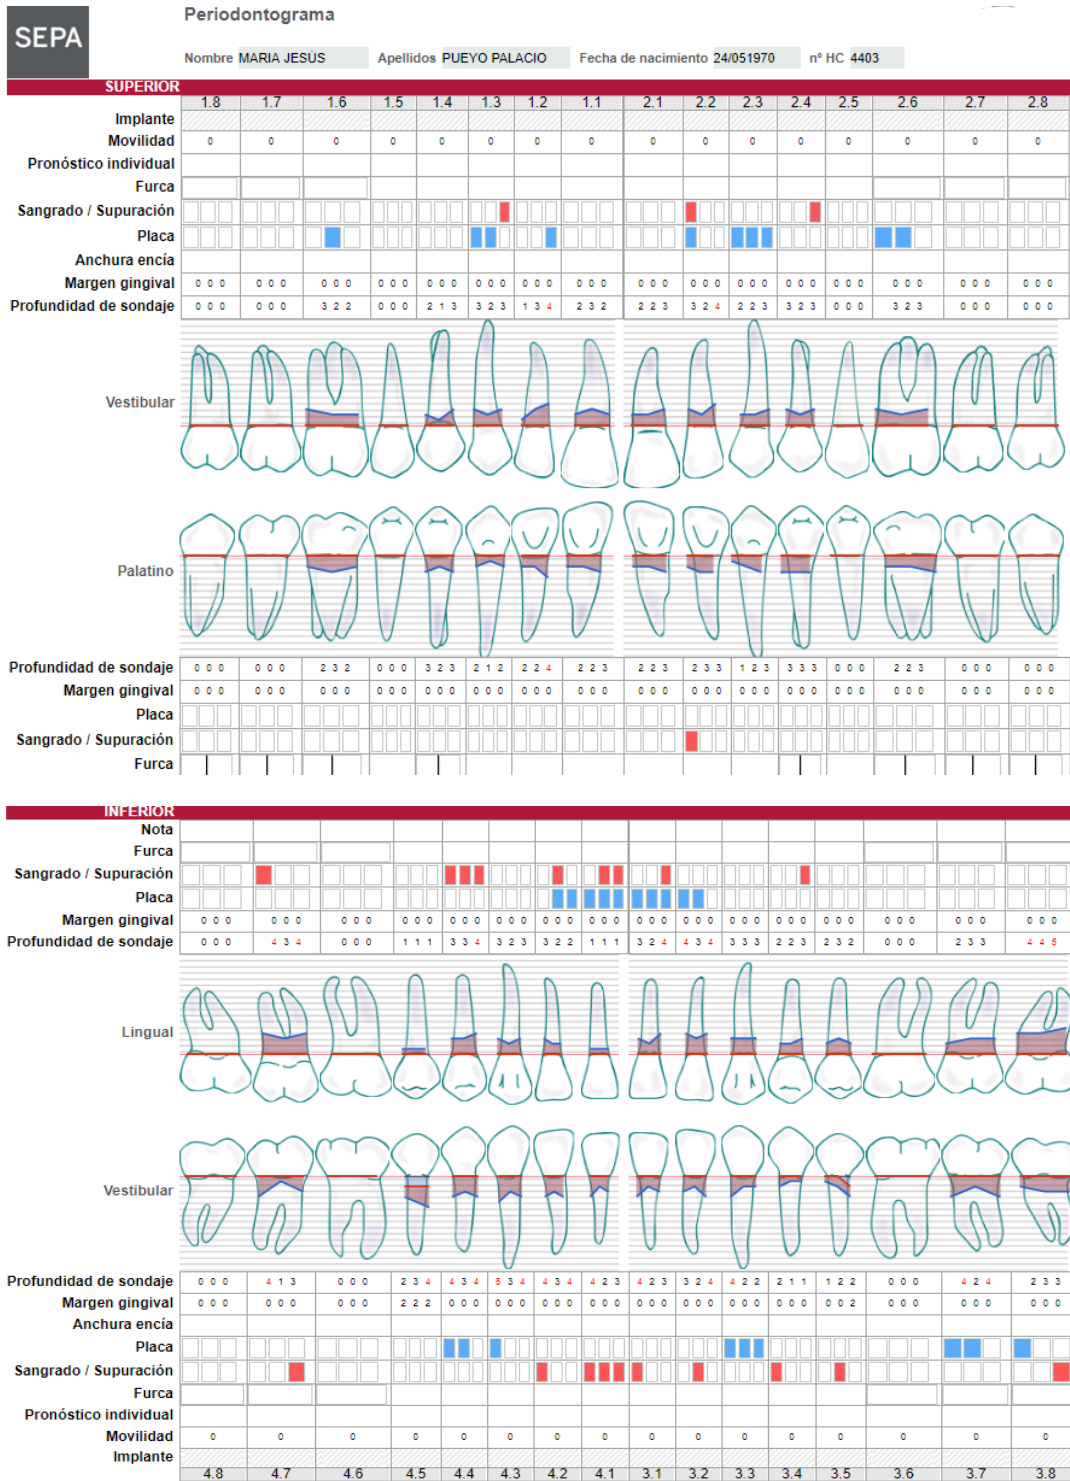 SEPA
Periodontograma
Nombre MARIA JESÚS Apellidos PUEYO PALACIO Fecha de nacimiento 24/051970 nº HC 4403
SUPERIOR
1.8 1.7 1.6 1.5 1.4 1.3 1.2 1.1 2.1 2.2 2.3 2.4 2.5 2.6 2.7 2.8
Implante
Movilidad 0 0 0 0 0 0 0 0 0 0 0 0 0 0 0 0
Pronóstico individual
Furca
Sangrado / Supuración
Placa
Anchura encía
Margen gingival 0 0 0 0 0 0 0 0 0 0 0 0 0 0 0 0 0 0 0 0 0 0 0 0 0 0 0 0 0 0 0 0 0 0 0 0 0 0 0 0 0 0 0 0 0 0 0 0
Profundidad de sondaje 0 0 0 0 0 0 3 2 2 0 0 0 2 1 3 3 2 3 1 3 4 2 3 2 2 2 3 3 2 4 2 2 3 3 2 3 0 0 0 3 2 3 0 0 0 0 0 0
Vestibular
Palatino
Profundidad de sondaje 0 0 0 0 0 0 2 3 2 0 0 0 3 2 3 2 1 2 2 2 4 2 2 3 2 2 3 2 3 3 1 2 3 3 3 3 0 0 0 2 2 3 0 0 0 0 0 0
Margen gingival 0 0 0 0 0 0 0 0 0 0 0 0 0 0 0 0 0 0 0 0 0 0 0 0 0 0 0 0 0 0 0 0 0 0 0 0 0 0 0 0 0 0 0 0 0 0 0 0
Placa
Sangrado / Supuración
Furca
INFERIOR
Nota
Furca
Sangrado / Supuración
Placa
Margen gingival 0 0 0 0 0 0 0 0 0 0 0 0 0 0 0 0 0 0 0 0 0 0 0 0 0 0 0 0 0 0 0 0 0 0 0 0 0 0 0 0 0 0 0 0 0 0 0 0
Profundidad de sondaje 0 0 0 4 3 4 0 0 0 1 1 1 3 3 4 3 2 3 3 2 2 1 1 1 3 2 4 4 3 4 3 3 3 2 2 3 2 3 2 0 0 0 2 3 3 4 4 5
Lingual
Vestibular
Profundidad de sondaje 0 0 0 4 1 3 0 0 0 2 3 4 4 3 4 5 3 4 4 3 4 4 2 3 4 2 3 3 2 4 4 2 2 2 1 1 1 2 2 0 0 0 4 2 4 2 3 3
Margen gingival 0 0 0 0 0 0 0 0 0 2 2 2 0 0 0 0 0 0 0 0 0 0 0 0 0 0 0 0 0 0 0 0 0 0 0 0 0 0 2 0 0 0 0 0 0 0 0 0
Anchura encía
Placa
Sangrado / Supuración
Furca
Pronóstico individual
Movilidad 0 0 0 0 0 0 0 0 0 0 0 0 0 0 0 0
Implante
4.8 4.7 4.6 4.5 4.4 4.3 4.2 4.1 3.1 3.2 3.3 3.4 3.5 3.6 3.7 3.8